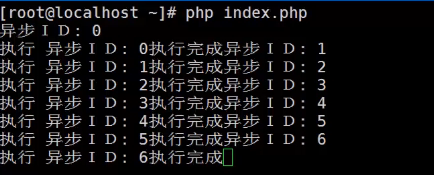 [root@localhost ~]# php index.php
异步ＩＤ: 0
执行 异步ＩＤ: 0执行完成异步ＩＤ: 1
执行 异步ＩＤ: 1执行完成异步ＩＤ: 2
执行 异步ＩＤ: 2执行完成异步ＩＤ: 3
执行 异步ＩＤ: 3执行完成异步ＩＤ: 4
执行 异步ＩＤ: 4执行完成异步ＩＤ: 5
执行 异步ＩＤ: 5执行完成异步ＩＤ: 6
执行 异步ＩＤ: 6执行完成